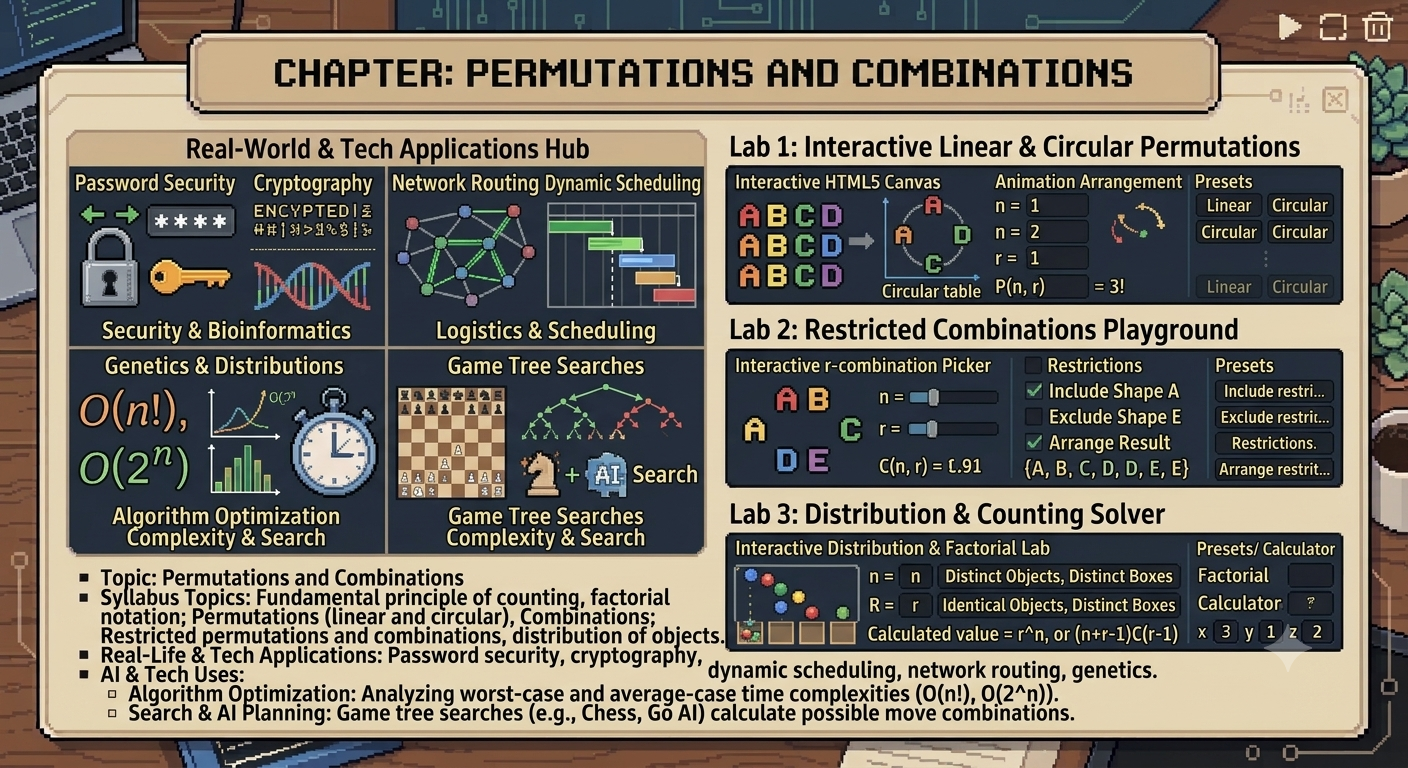 CHAPTER: PERMUTATIONS AND COMBINATIONS
Real-World & Tech Applications Hub
Password Security
Cryptography
****
ENCYPTED
Security & Bioinformatics
Network Routing
Dynamic Scheduling
Logistics & Scheduling
Genetics & Distributions
O(n!),
O(2^n)
Algorithm Optimization
Complexity & Search
Game Tree Searches
+ AI Search
Game Tree Searches
Complexity & Search
■ Topic: Permutations and Combinations
■ Syllabus Topics: Fundamental principle of counting, factorial
notation; Permutations (linear and circular), Combinations;
Restricted permutations and combinations, distribution of objects.
■ Real-Life & Tech Applications: Password security, cryptography, dynamic scheduling, network routing, genetics.
■ AI & Tech Uses:
▫ Algorithm Optimization: Analyzing worst-case and average-case time complexities (O(n!), O(2^n)).
▫ Search & AI Planning: Game tree searches (e.g., Chess, Go AI) calculate possible move combinations.
Lab 1: Interactive Linear & Circular Permutations
Interactive HTML5 Canvas
A B C D
A B C D
A B C D
A
A D
C
Circular table
Animation Arrangement
n = 1
n = 2
r = 1
P(n, r) = 3!
Presets
Linear Circular
Circular Circular
Linear Circular
Lab 2: Restricted Combinations Playground
Interactive r-combination Picker
A B
A C
D E
n =
r =
Restrictions
Include Shape A
Exclude Shape E
Arrange Result
{A, B, C, D, D, E, E}
Presets
Include restri...
Exclude restri...
Restrictions.
Arrange restrit...
C(n, r) =
Lab 3: Distribution & Counting Solver
Interactive Distribution & Factorial Lab
n = n Distinct Objects, Distinct Boxes
R = r Identical Objects, Distinct Boxes
Calculated value = r^n, or (n+r-1)C(r-1)
Presets/ Calculator
Factorial
Calculator ?
x 3 y 1 z 2